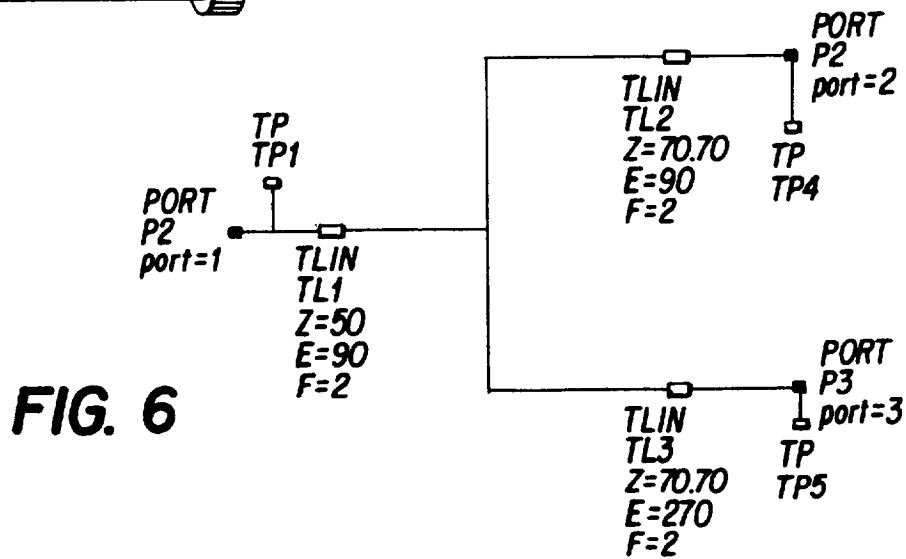 PORT
P2
port=2
TLIN
TL2
Z=70.70
E=90
F=2
TP
TP4
TP
TP1
PORT
P2
port=1
TLIN
TL1
Z=50
E=90
F=2
PORT
P3
port=3
TLIN
TL3
Z=70.70
E=270
F=2
TP
TP5
FIG. 6